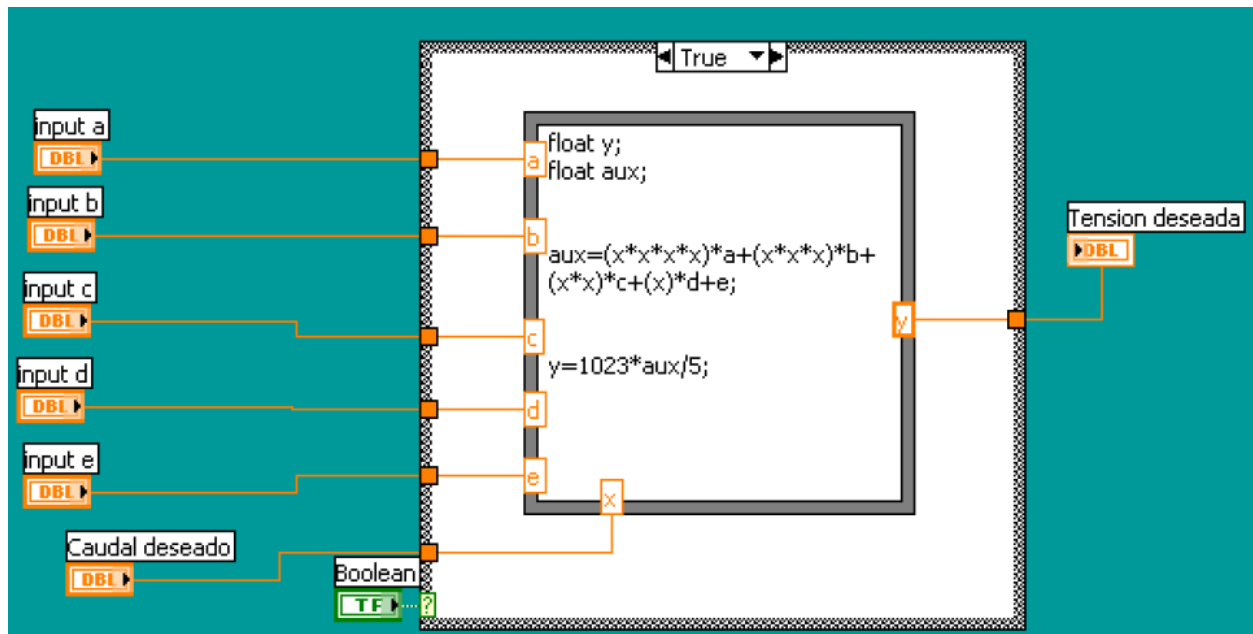 True
input a
DBL
a
float y;
float aux;
input b
DBL
b
aux=(x*x*x*x)*a+(x*x*x)*b+
(x*x)*c+(x)*d+e;
Tension deseada
DBL
input c
DBL
c
y
y=1023*aux/5;
input d
DBL
d
input e
DBL
e
x
Caudal deseado
DBL
Boolean
TF
?